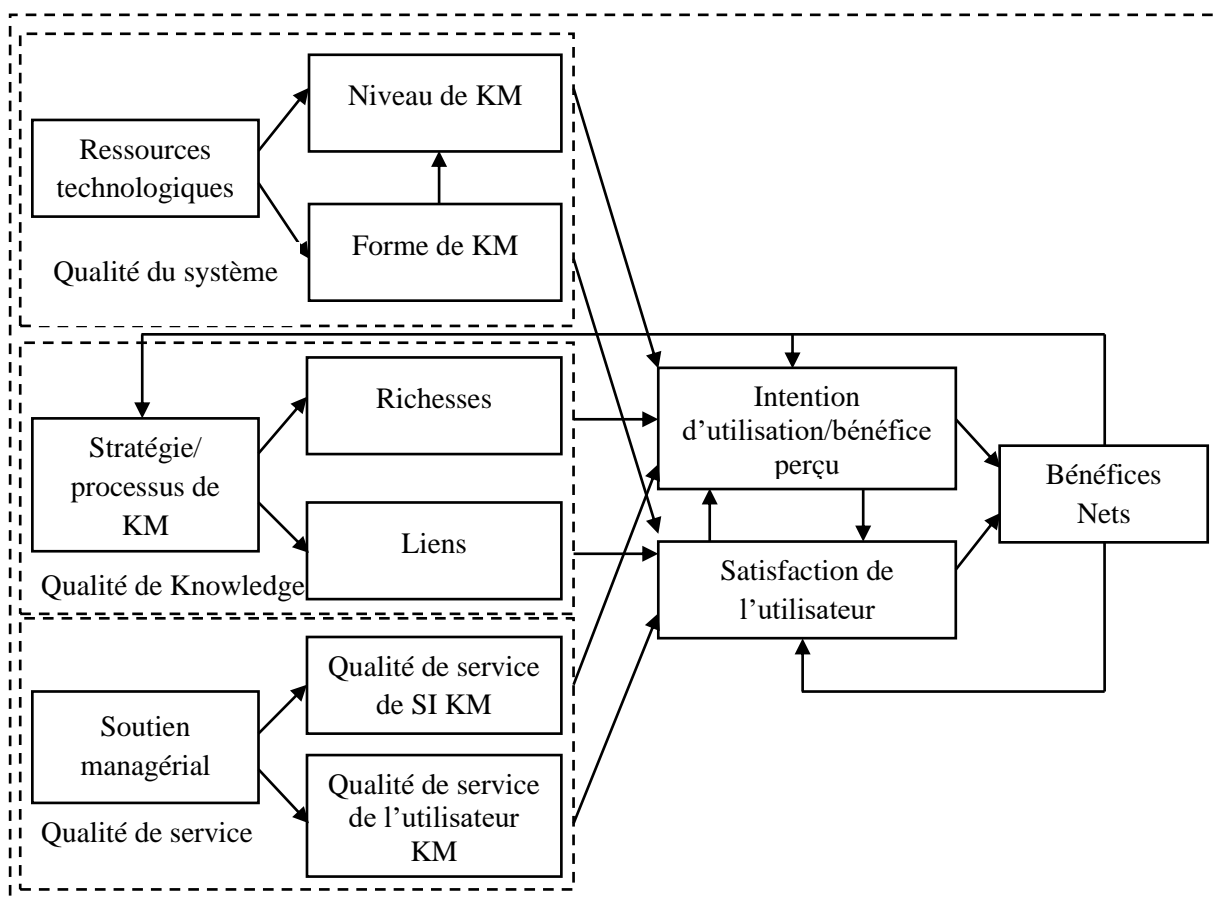 Niveau de KM
Ressources
technologiques
Forme de KM
Qualité du système
Richesses
Stratégie/
processus de
KM
Liens
Qualité de Knowledge
Qualité de service
de SI KM
Soutien
managérial
Qualité de service
de l’utilisateur
KM
Qualité de service
Intention
d’utilisation/bénéfice
perçu
Satisfaction de
l’utilisateur
Bénéfices
Nets